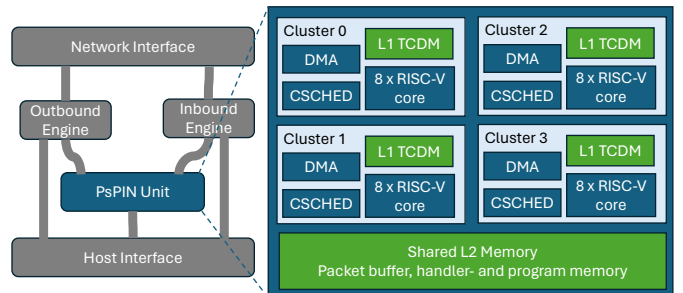 Network Interface
Outbound
Engine
Inbound
Engine
PsPIN Unit
Host Interface
Cluster 0
L1 TCDM
DMA
8 x RISC-V
core
CSCHED
Cluster 2
L1 TCDM
DMA
8 x RISC-V
core
CSCHED
Cluster 1
L1 TCDM
DMA
8 x RISC-V
core
CSCHED
Cluster 3
L1 TCDM
DMA
8 x RISC-V
core
CSCHED
Shared L2 Memory
Packet buffer, handler- and program memory